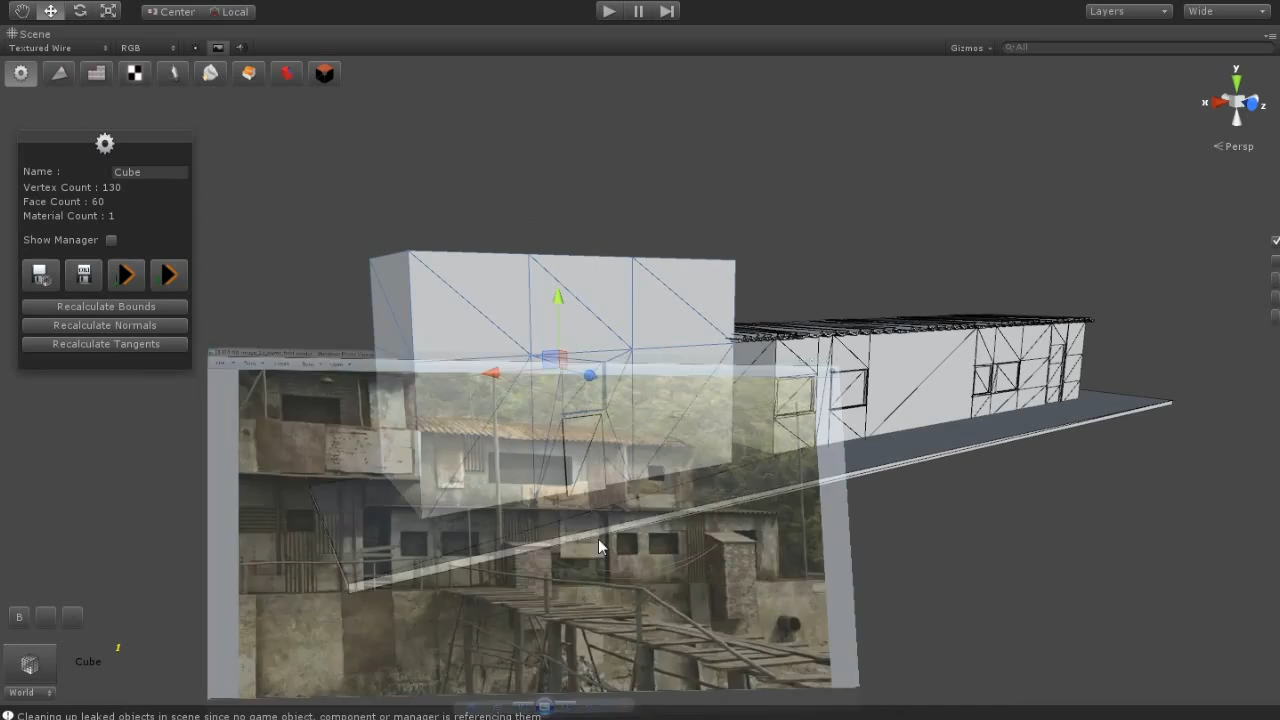 Center
Local
Layers
Wide
Scene
Textured Wire
RGB
Gizmos
All
y
x
z
Persp
Name :
Cube
Vertex Count : 130
Face Count : 60
Material Count : 1
Show Manager
OBJ
Recalculate Bounds
Recalculate Normals
Recalculate Tangents
B
1
Cube
World
Cleaning up leaked objects in scene since no game object, component or manager is referencing them